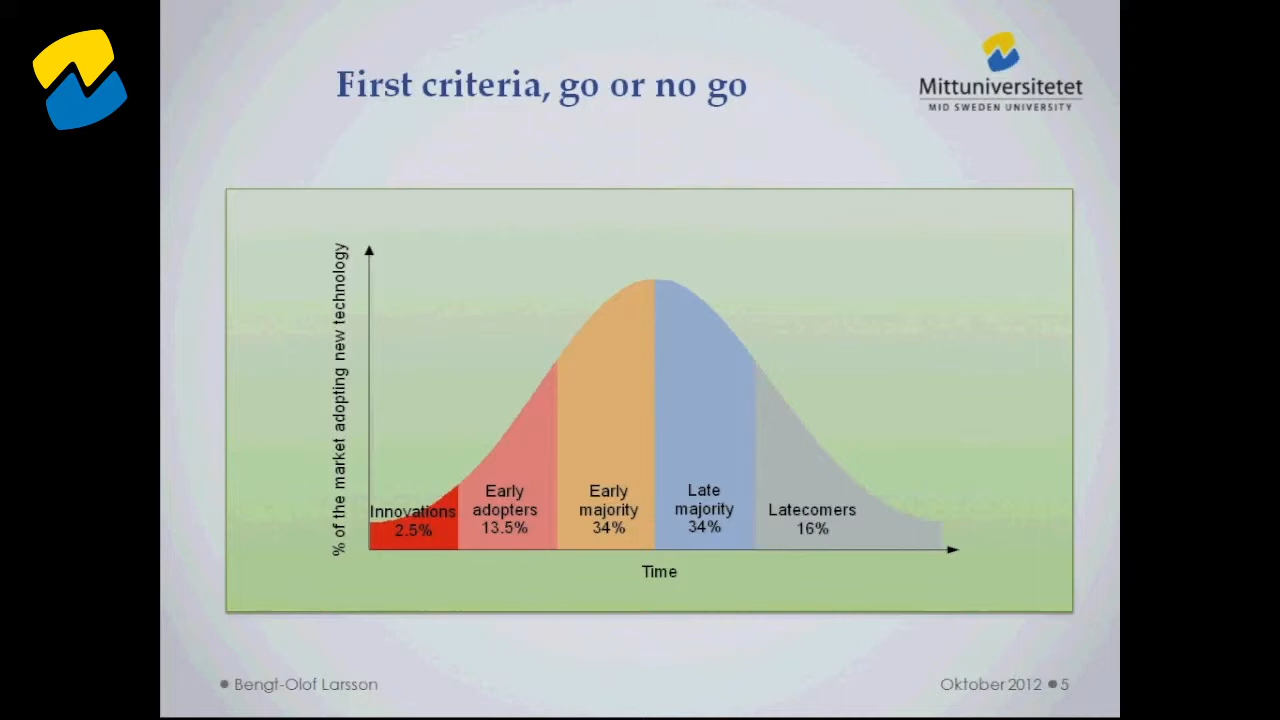 First criteria, go or no go
Mittuniversitetet
MID SWEDEN UNIVERSITY
% of the market adopting new technology
Innovations
2.5%
Early
adopters
13.5%
Early
majority
34%
Late
majority
34%
Latecomers
16%
Time
Bengt-Olof Larsson
Oktober 2012 5